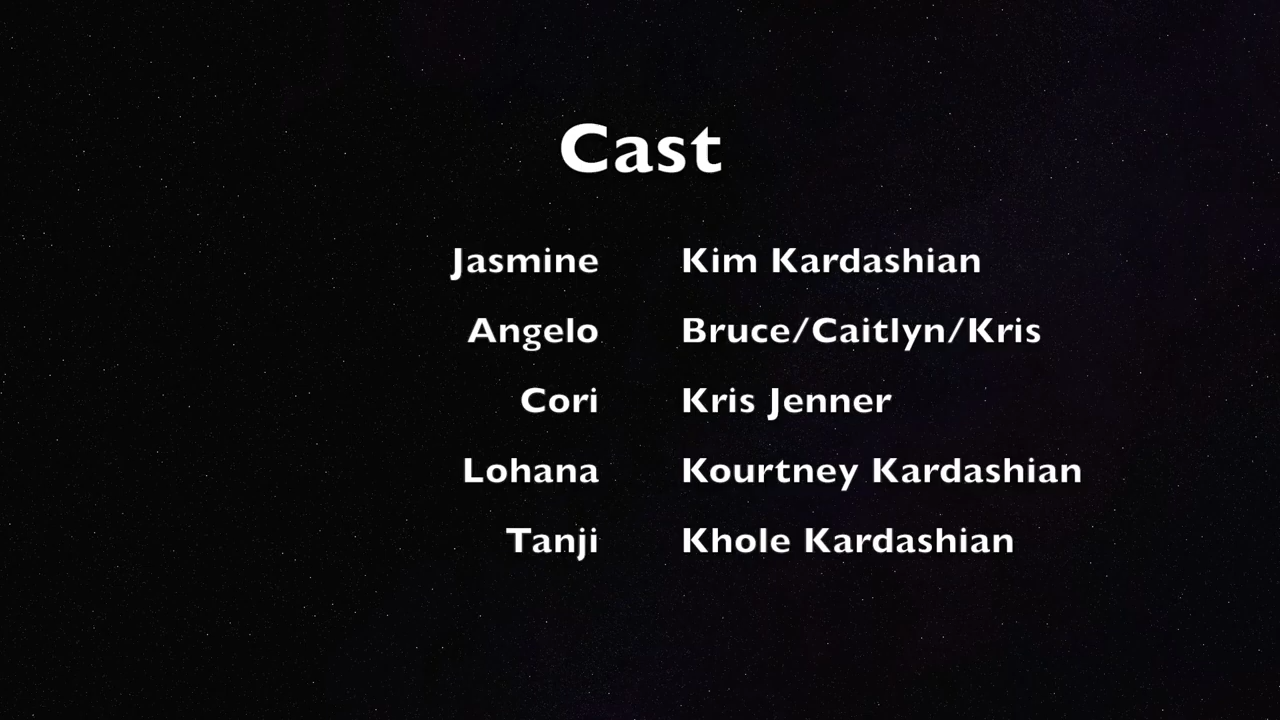 Cast
Jasmine Kim Kardashian
Angelo Bruce/Caitlyn/Kris
Cori Kris Jenner
Lohana Kourtney Kardashian
Tanji Khole Kardashian